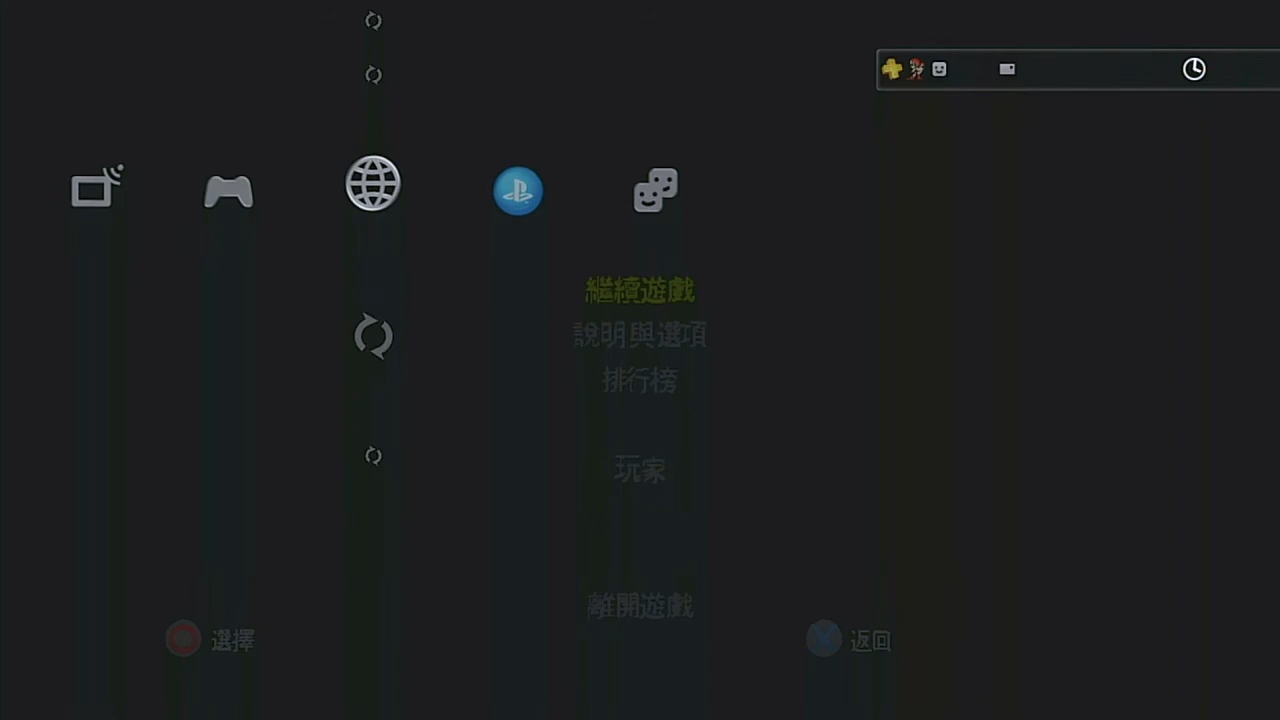 繼續遊戲
說明與選項
排行榜
玩家
離開遊戲
選擇
返回